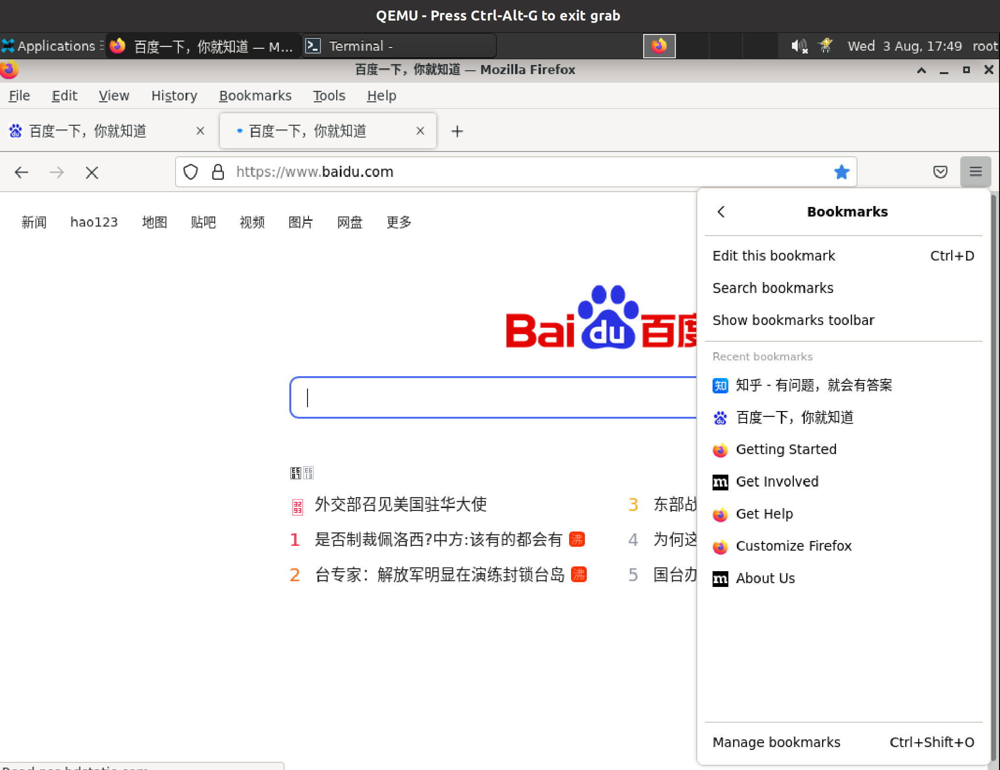 QEMU - Press Ctrl-Alt-G to exit grab
Applications 百度一下，你就知道 — M... Terminal - Wed 3 Aug, 17:49 root
百度一下，你就知道 — Mozilla Firefox
File Edit View History Bookmarks Tools Help
百度一下，你就知道 百度一下，你就知道
https://www.baidu.com
新闻 hao123 地图 贴吧 视频 图片 网盘 更多
Bai du 百度
外交部召见美国驻华大使
1 是否制裁佩洛西?中方:该有的都会有 沸
2 台专家：解放军明显在演练封锁台岛 沸
3 东部战
4 为何这
5 国台办
Bookmarks
Edit this bookmark Ctrl+D
Search bookmarks
Show bookmarks toolbar
Recent bookmarks
知 知乎 - 有问题，就会有答案
du 百度一下，你就知道
Getting Started
m Get Involved
Get Help
Customize Firefox
m About Us
Manage bookmarks Ctrl+Shift+O